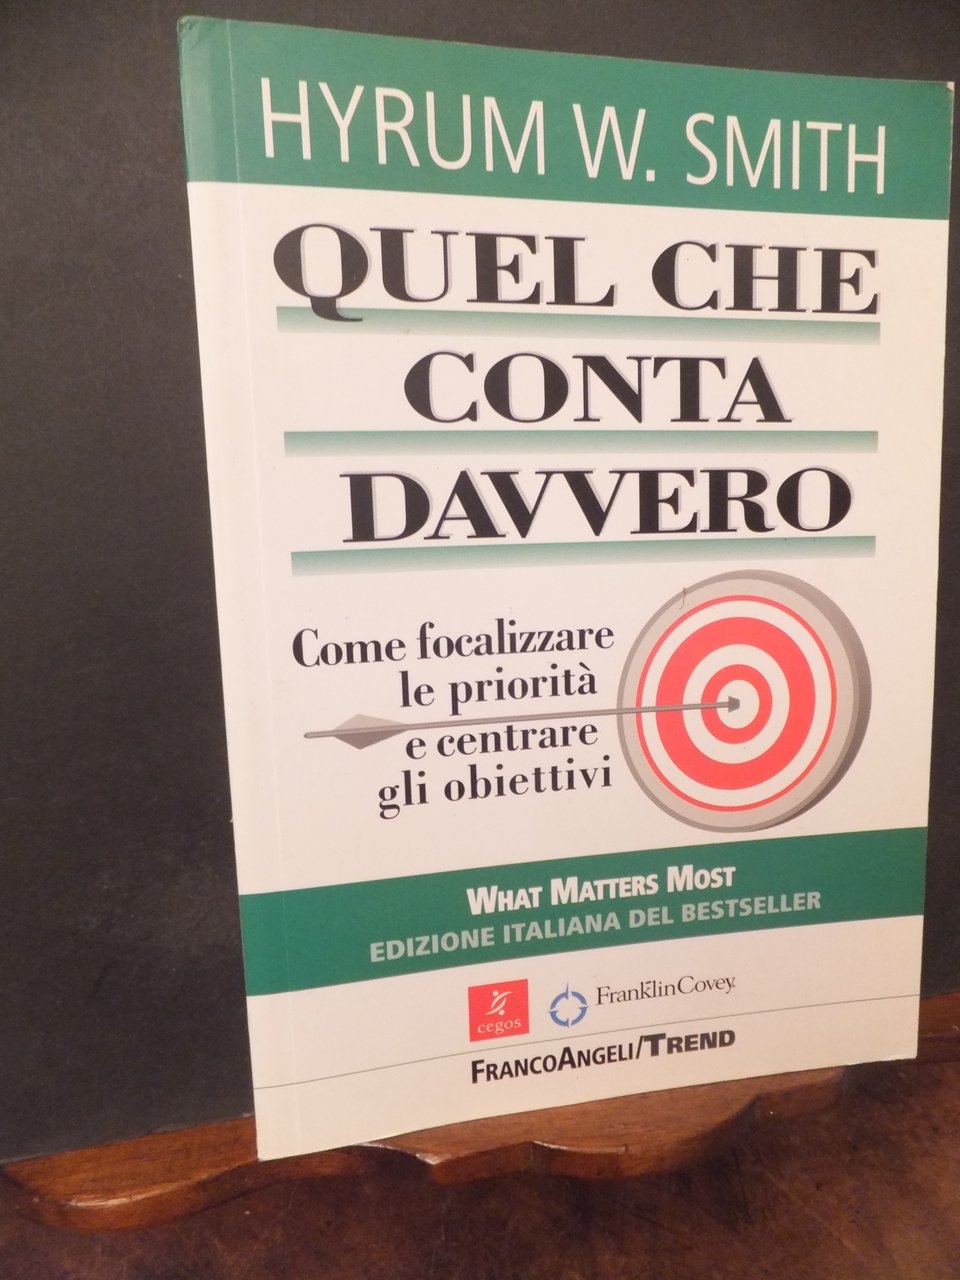 HYRUM W. SMITH
QUEL CHE
CONTA
DAVVERO
Come focalizzare
le priorità
e centrare
gli obiettivi
WHAT MATTERS MOST
EDIZIONE ITALIANA DEL BESTSELLER
cegos
FranklinCovey
FRANCOANGELI/TREND